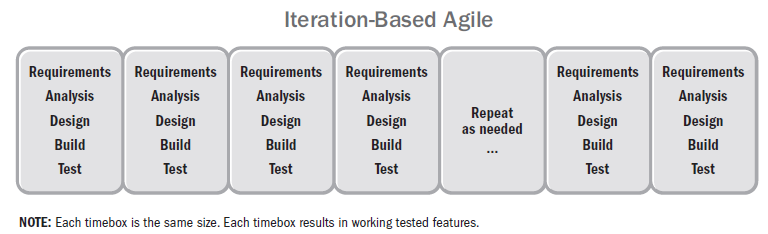 Iteration-Based Agile
Requirements
Analysis
Design
Build
Test
Requirements
Analysis
Design
Build
Test
Requirements
Analysis
Design
Build
Test
Requirements
Analysis
Design
Build
Test
Repeat
as needed
...
Requirements
Analysis
Design
Build
Test
Requirements
Analysis
Design
Build
Test
NOTE: Each timebox is the same size. Each timebox results in working tested features.